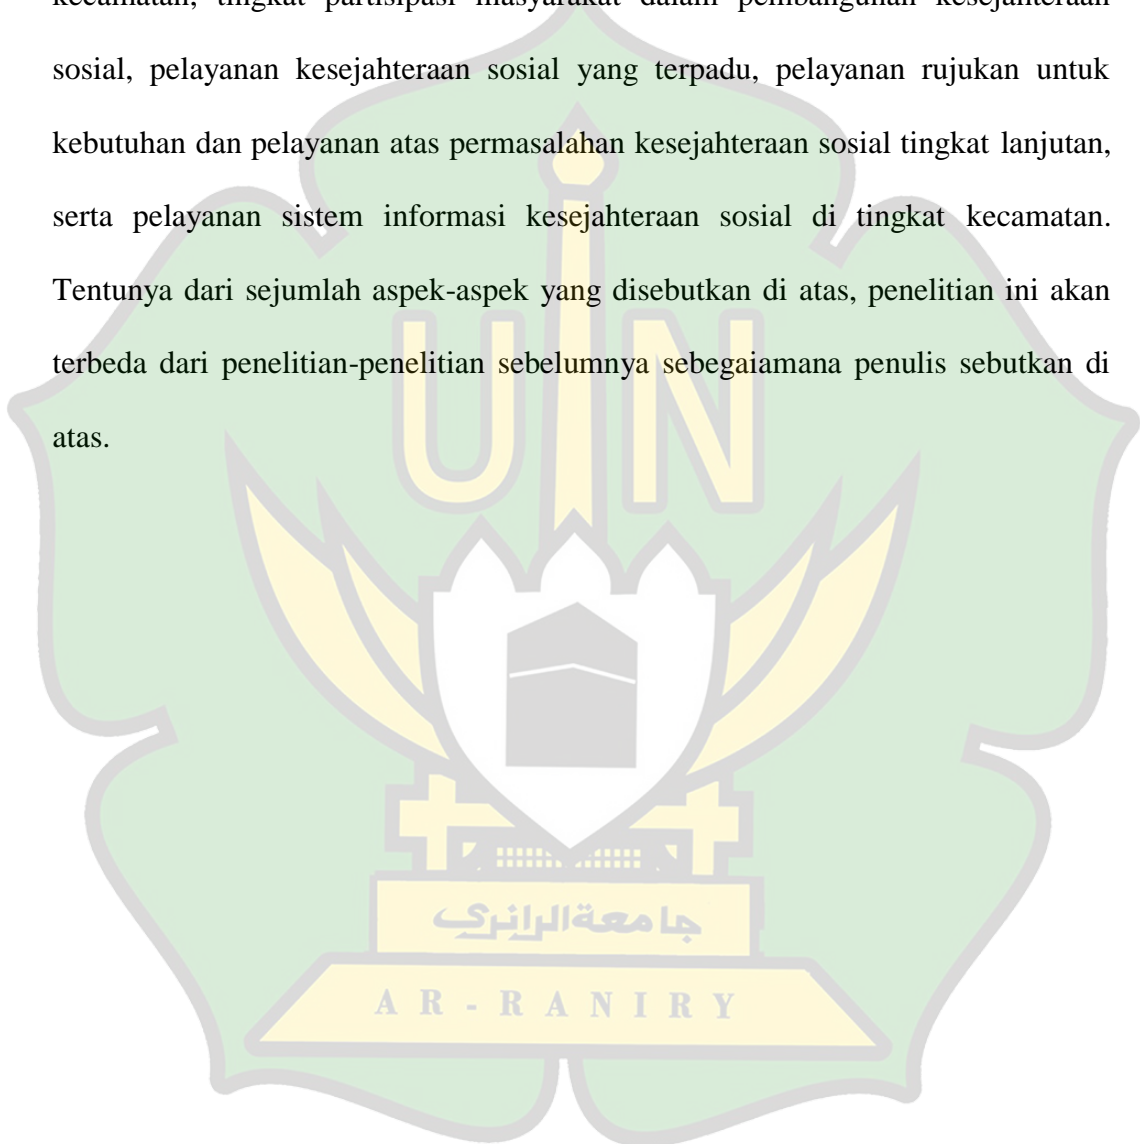 kecamatan, tingkat partisipasi masyarakat dalam pembangunan kesejahteraan
sosial, pelayanan kesejahteraan sosial yang terpadu, pelayanan rujukan untuk
kebutuhan dan pelayanan atas permasalahan kesejahteraan sosial tingkat lanjutan,
serta pelayanan sistem informasi kesejahteraan sosial di tingkat kecamatan.
Tentunya dari sejumlah aspek-aspek yang disebutkan di atas, penelitian ini akan
terbeda dari penelitian-penelitian sebelumnya sebegaiamana penulis sebutkan di
atas.
UIN
جامعة الرانري
AR-RANIRY